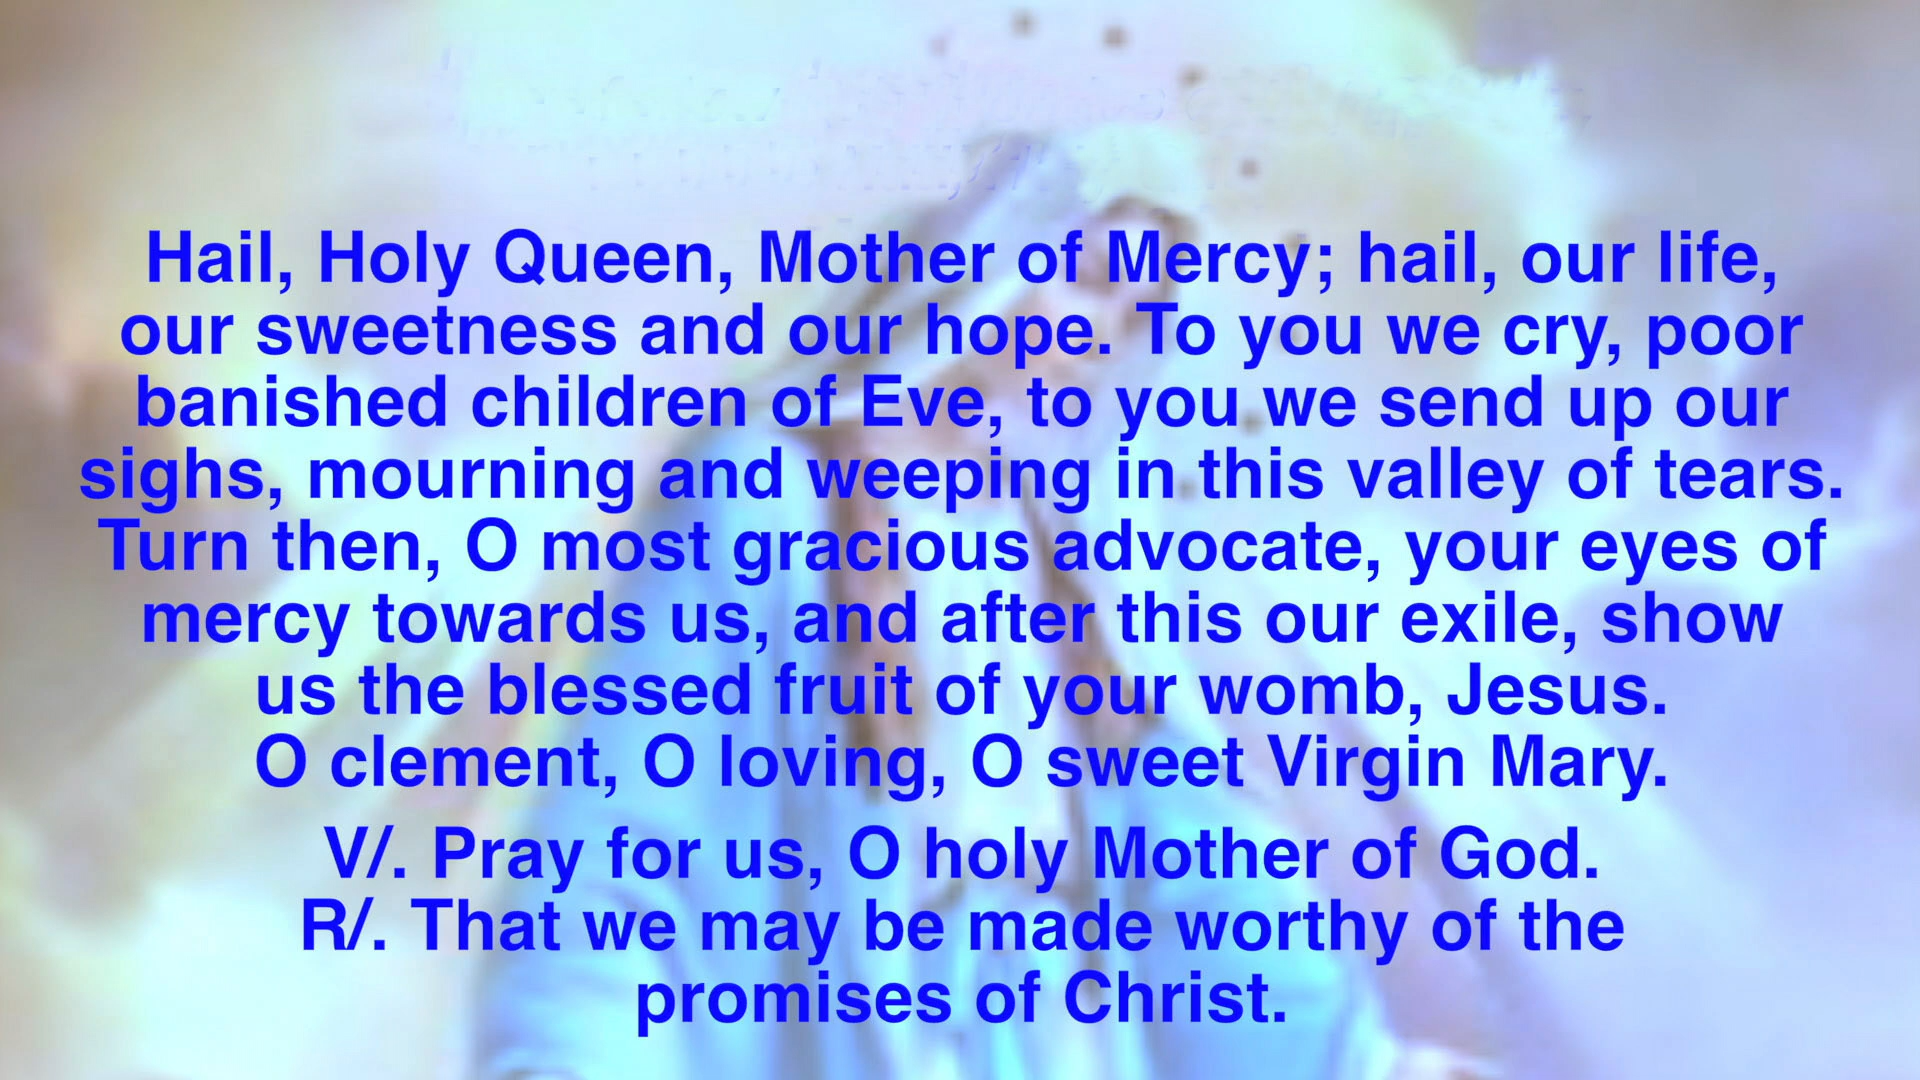 Hail, Holy Queen, Mother of Mercy; hail, our life,
our sweetness and our hope. To you we cry, poor
banished children of Eve, to you we send up our
sighs, mourning and weeping in this valley of tears.
Turn then, O most gracious advocate, your eyes of
mercy towards us, and after this our exile, show
us the blessed fruit of your womb, Jesus.
O clement, O loving, O sweet Virgin Mary.
V/. Pray for us, O holy Mother of God.
R/. That we may be made worthy of the
promises of Christ.